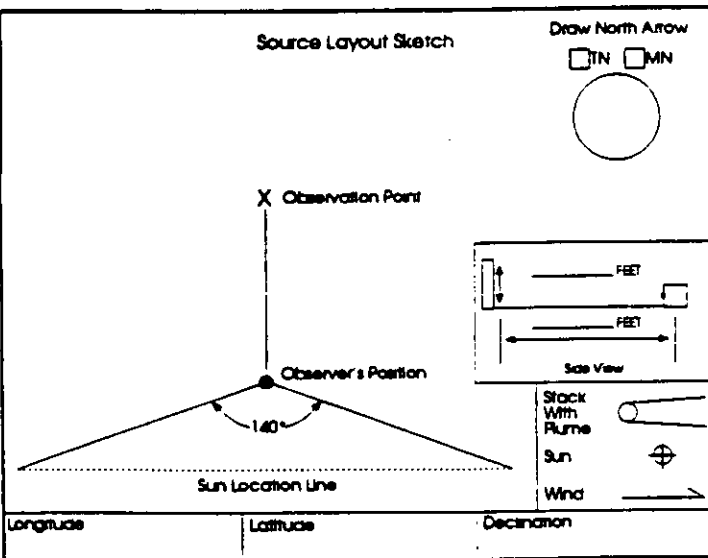 Source Layout Sketch
Draw North Arrow
TN MN
X Observation Point
FEET
FEET
Side View
Observer's Position
140°
Sun Location Line
Stack
With
Plume
Sun
Wind
Longitude Latitude Declination